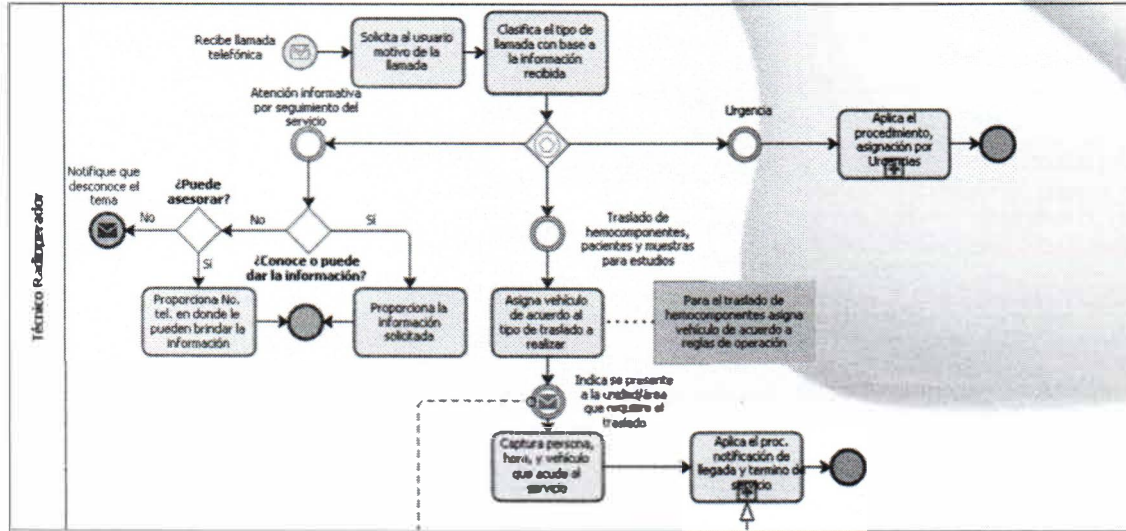 Técnico Radioperador
Recibe llamada
telefónica
Solicita al usuario
motivo de la
llamada
Clasifica el tipo de
llamada con base a
la información
recibida
Atención informativa
por seguimiento del
servicio
Urgencia
Aplica el
procedimiento,
asignación por
Urgencias
Notifique que
desconoce el
tema
¿Puede
asesorar?
No
No
Sí
Sí
¿Conoce o puede
dar la información?
Traslado de
hemocomponentes,
pacientes y muestras
para estudios
Proporciona No.
tel. en donde le
pueden brindar la
información
Proporciona la
información
solicitada
Asigna vehículo
de acuerdo al
tipo de traslado a
realizar
Para el traslado de
hemocomponentes asigna
vehículo de acuerdo a
reglas de operación
Indica se presente
a la unidad/área
que requiere el
traslado
Captura persona,
hora, y vehículo
que acude al
servicio
Aplica el proc.
notificación de
llegada y termino de
servicio